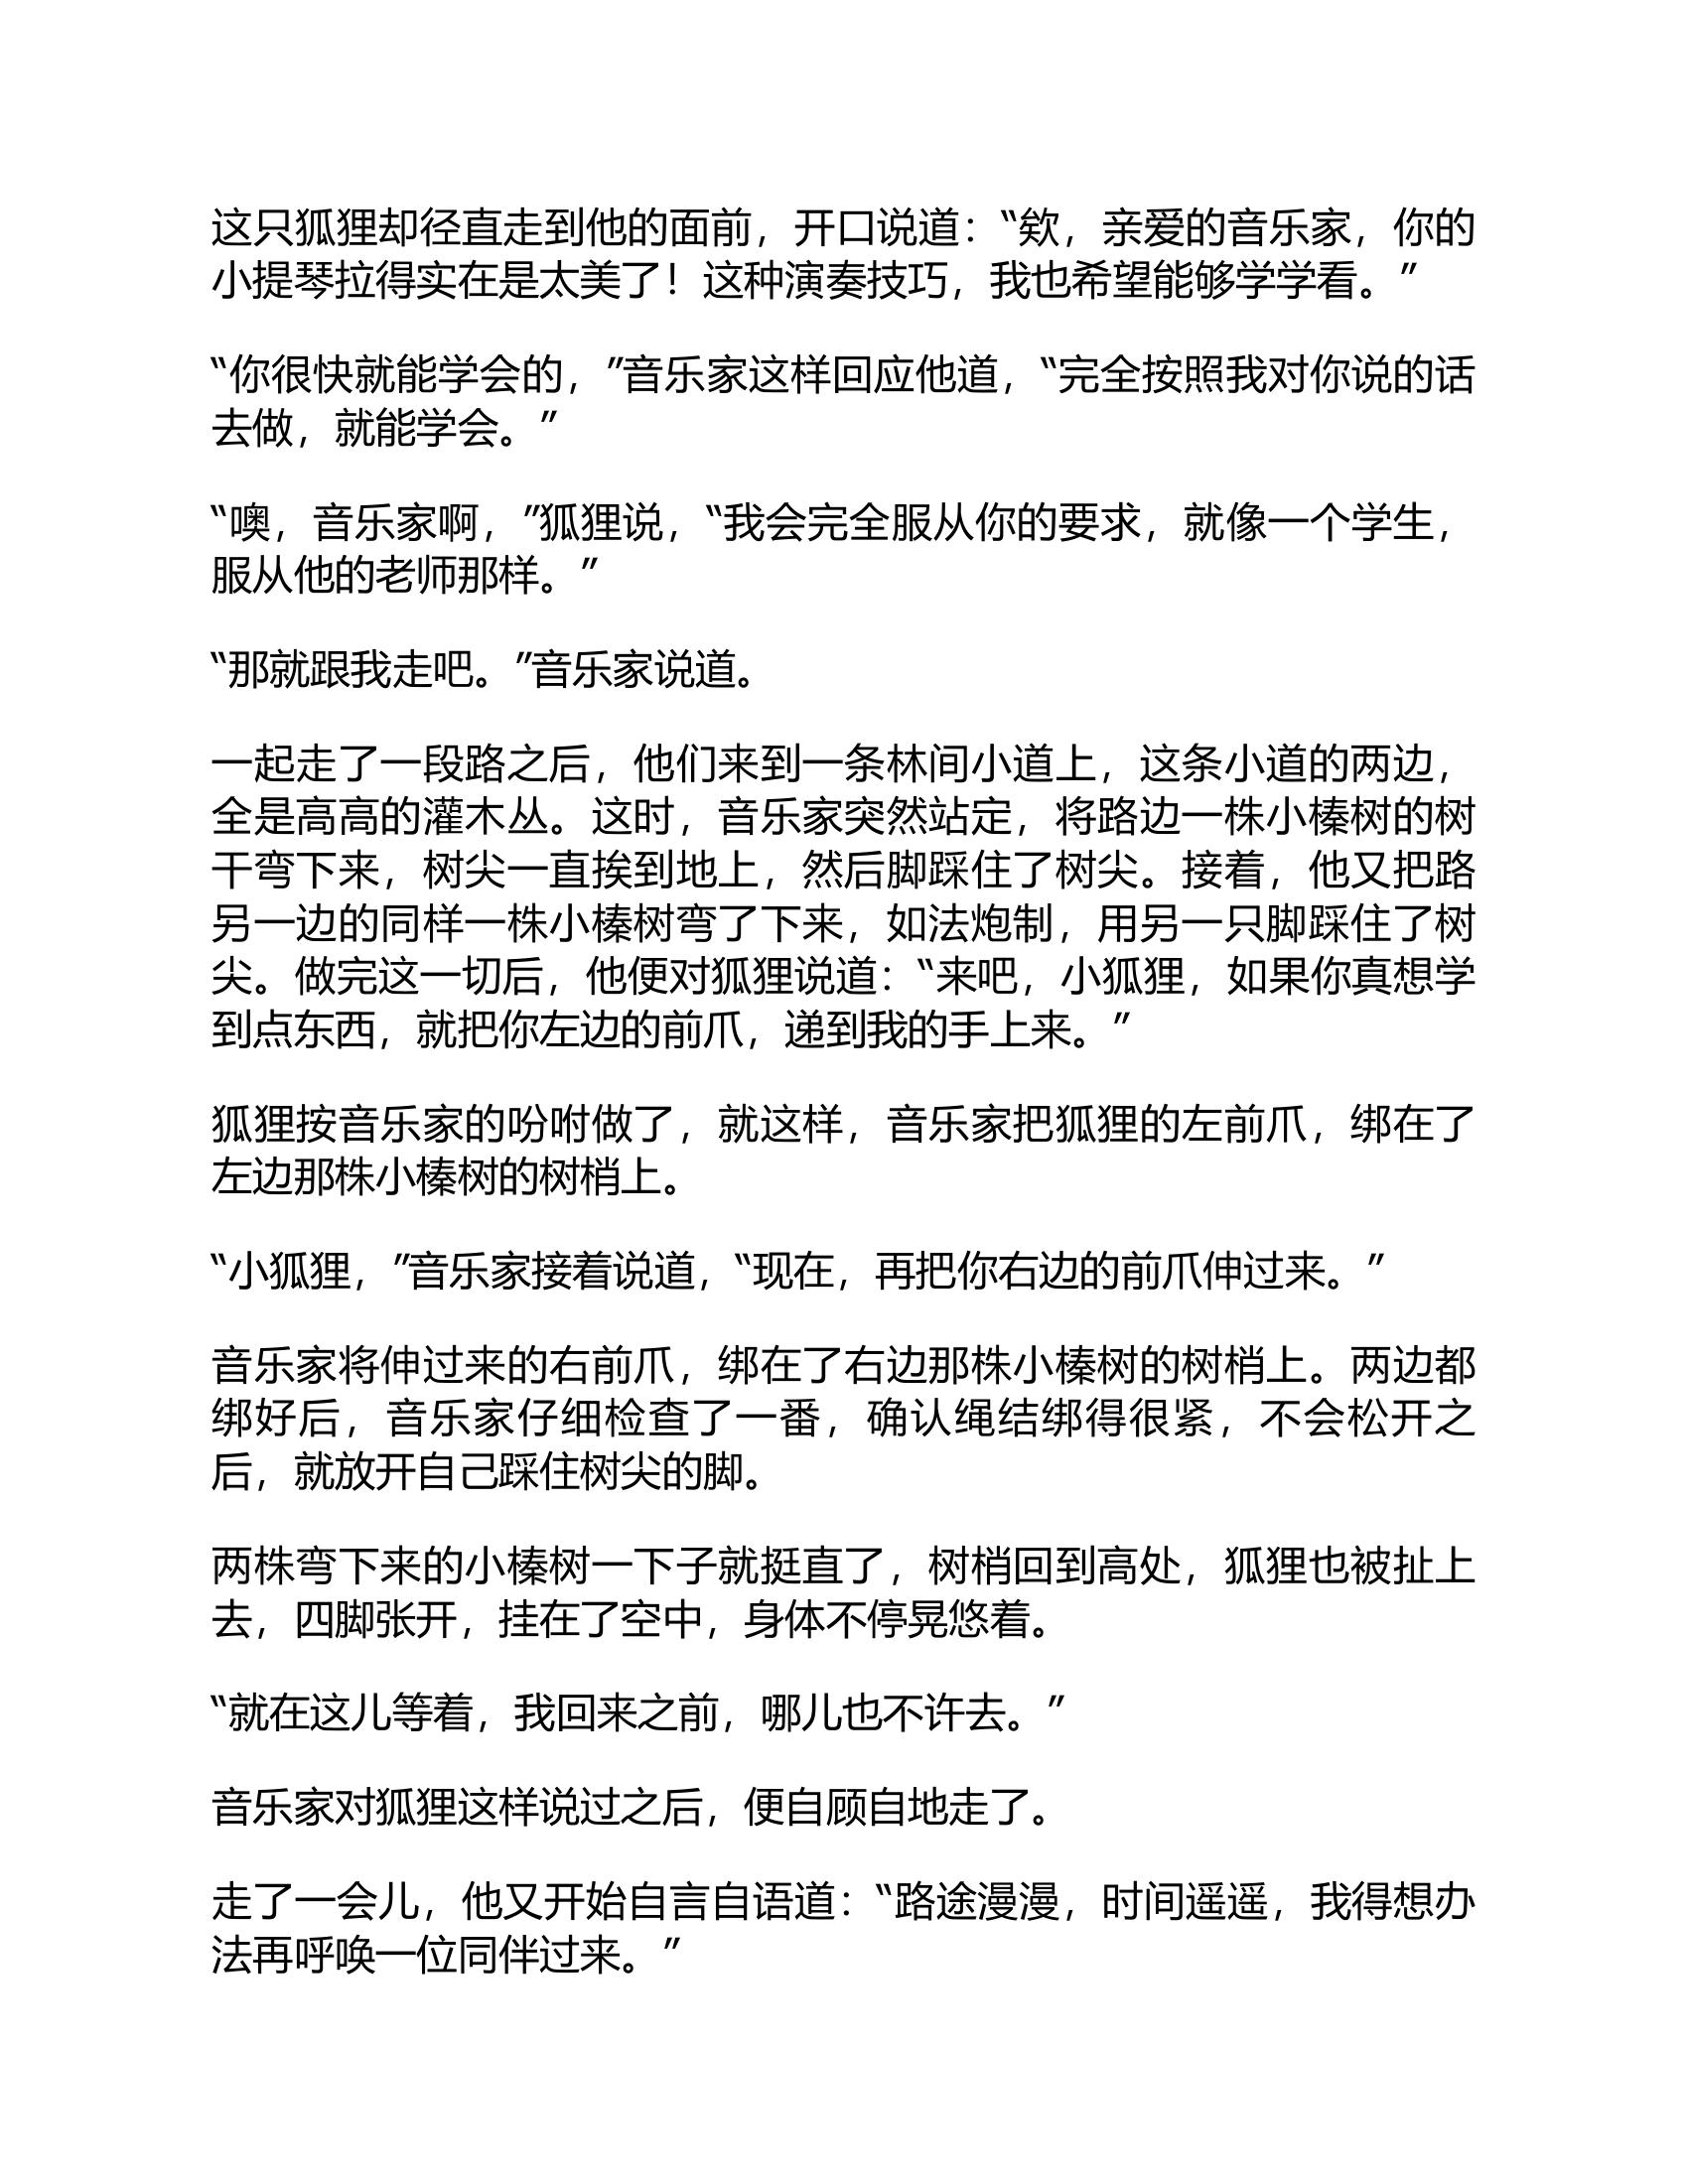 这只狐狸却径直走到他的面前，开口说道：“欸，亲爱的音乐家，你的
小提琴拉得实在是太美了！这种演奏技巧，我也希望能够学学看。”
“你很快就能学会的，”音乐家这样回应他道，“完全按照我对你说的话
去做，就能学会。”
“噢，音乐家啊，”狐狸说，“我会完全服从你的要求，就像一个学生，
服从他的老师那样。”
“那就跟我走吧。”音乐家说道。
一起走了一段路之后，他们来到一条林间小道上，这条小道的两边，
全是高高的灌木丛。这时，音乐家突然站定，将路边一株小榛树的树
干弯下来，树尖一直挨到地上，然后脚踩住了树尖。接着，他又把路
另一边的同样一株小榛树弯了下来，如法炮制，用另一只脚踩住了树
尖。做完这一切后，他便对狐狸说道：“来吧，小狐狸，如果你真想学
到点东西，就把你左边的前爪，递到我的手上来。”
狐狸按音乐家的吩咐做了，就这样，音乐家把狐狸的左前爪，绑在了
左边那株小榛树的树梢上。
“小狐狸，”音乐家接着说道，“现在，再把你右边的前爪伸过来。”
音乐家将伸过来的右前爪，绑在了右边那株小榛树的树梢上。两边都
绑好后，音乐家仔细检查了一番，确认绳结绑得很紧，不会松开之
后，就放开自己踩住树尖的脚。
两株弯下来的小榛树一下子就挺直了，树梢回到高处，狐狸也被扯上
去，四脚张开，挂在了空中，身体不停晃悠着。
“就在这儿等着，我回来之前，哪儿也不许去。”
音乐家对狐狸这样说过之后，便自顾自地走了。
走了一会儿，他又开始自言自语道：“路途漫漫，时间遥遥，我得想办
法再呼唤一位同伴过来。”